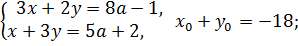 {3x + 2y = 8a − 1,
x + 3y = 5a + 2, x₀ + y₀ = −18;